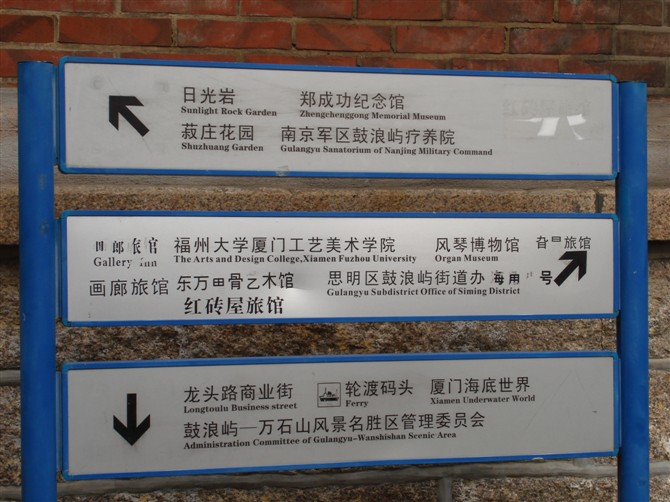 日光岩 郑成功纪念馆
Sunlight Rock Garden Zhengchenggong Memorial Museum
菽庄花园 南京军区鼓浪屿疗养院
Shuzhuang Garden Gulangyu Sanatorium of Nanjing Military Command
旅馆 福州大学厦门工艺美术学院 风琴博物馆 旅馆
Gallery Inn The Arts and Design College,Xiamen Fuzhou University Organ Museum
画廊旅馆 思明区鼓浪屿街道办 号
Gulangyu Subdistrict Office of Siming District
红砖屋旅馆
龙头路商业街 轮渡码头 厦门海底世界
Longtoulu Business street Ferry Xiamen Underwater World
鼓浪屿—万石山风景名胜区管理委员会
Administration Committee of Gulangyu-Wanshishan Scenic Area